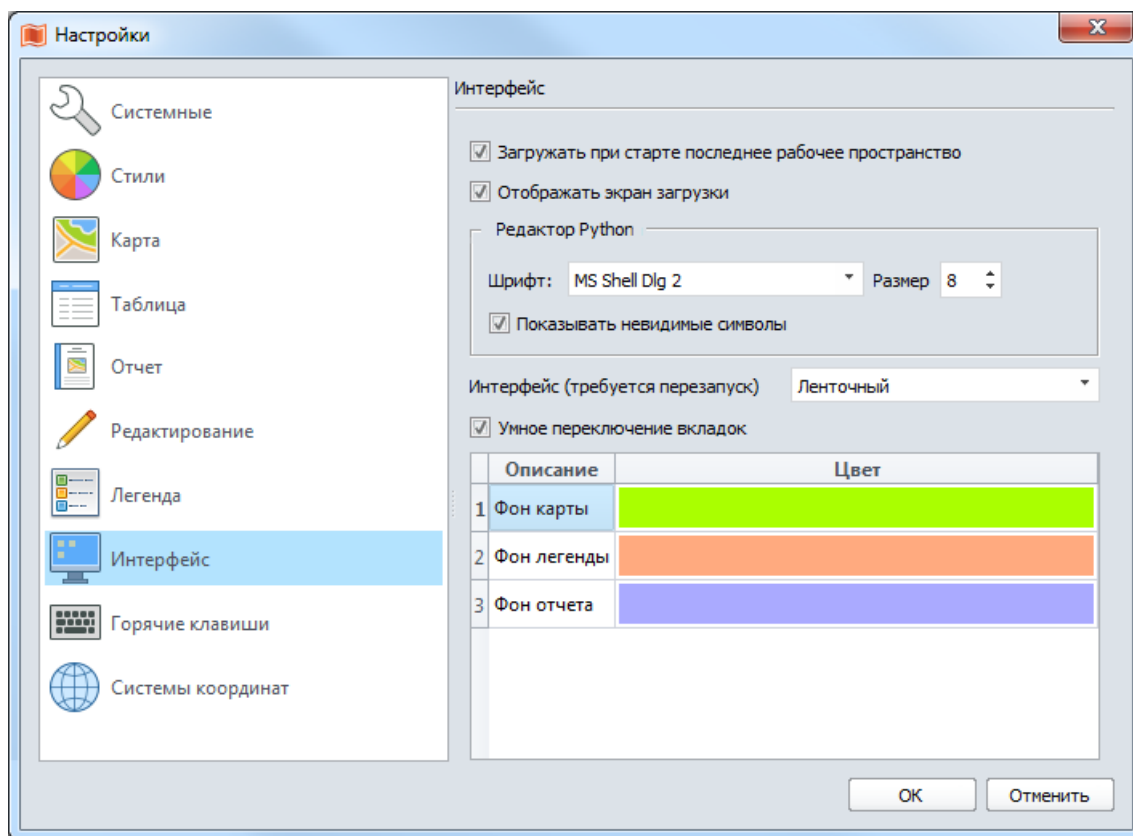 Настройки
Системные
Стили
Карта
Таблица
Отчет
Редактирование
Легенда
Интерфейс
Горячие клавиши
Системы координат
Интерфейс
Загружать при старте последнее рабочее пространство
Отображать экран загрузки
Редактор Python
Шрифт: MS Shell Dlg 2 Размер 8
Показывать невидимые символы
Интерфейс (требуется перезапуск) Ленточный
Умное переключение вкладок
Описание Цвет
1 Фон карты
2 Фон легенды
3 Фон отчета
ОК Отменить